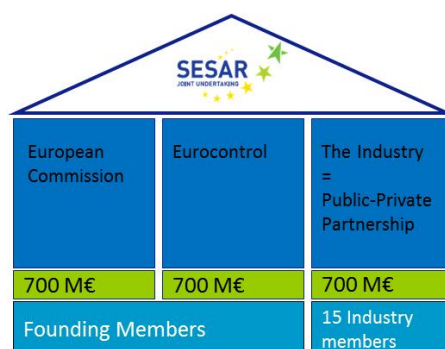 SESAR
JOINT UNDERTAKING
European
Commission
Eurocontrol
The Industry
=
Public-Private
Partnership
700 M€
700 M€
700 M€
Founding Members
15 Industry
members